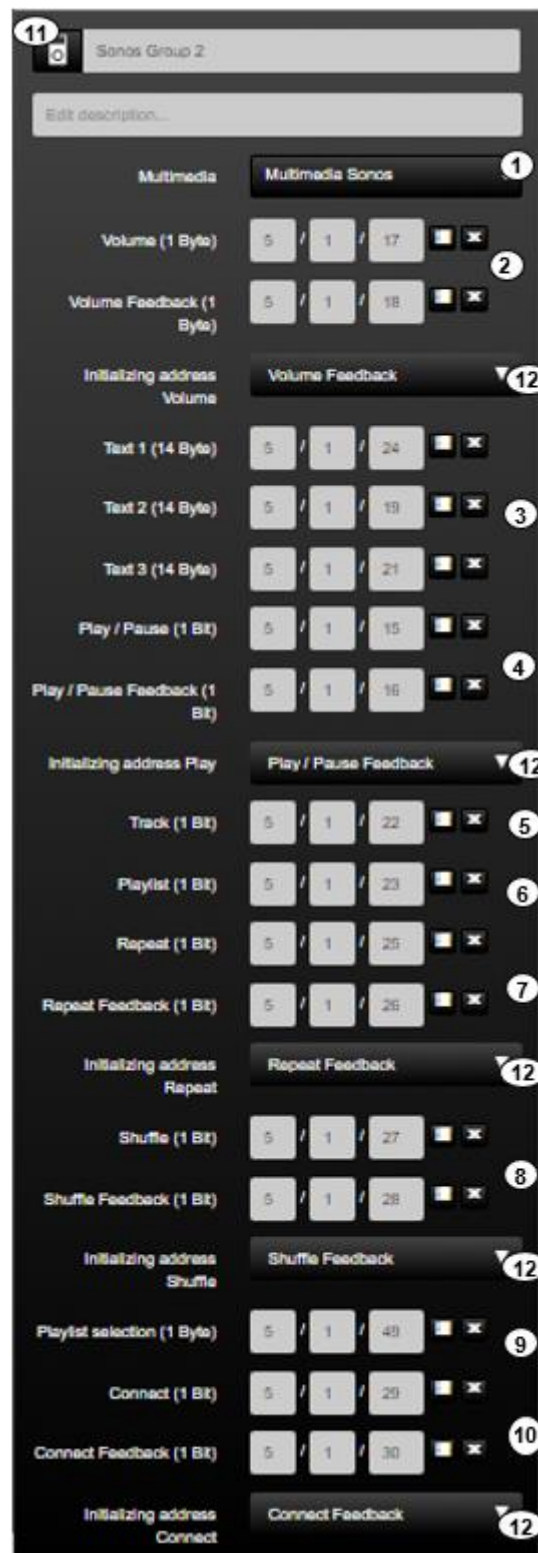 11
Sonos Group 2
Edit description...
Multimedia Multimedia Sonos 1
Volume (1 Byte) 5 / 1 / 17
2
Volume Feedback (1 Byte) 5 / 1 / 18
Initializing address Volume Volume Feedback 12
Text 1 (14 Byte) 5 / 1 / 24
Text 2 (14 Byte) 5 / 1 / 19 3
Text 3 (14 Byte) 5 / 1 / 21
Play / Pause (1 Bit) 5 / 1 / 15
4
Play / Pause Feedback (1 Bit) 5 / 1 / 16
Initializing address Play Play / Pause Feedback 12
Track (1 Bit) 5 / 1 / 22 5
Playlist (1 Bit) 5 / 1 / 23 6
Repeat (1 Bit) 5 / 1 / 25
Repeat Feedback (1 Bit) 5 / 1 / 26 7
Initializing address Repeat Repeat Feedback 12
Shuffle (1 Bit) 5 / 1 / 27
8
Shuffle Feedback (1 Bit) 5 / 1 / 28
Initializing address Shuffle Shuffle Feedback 12
Playlist selection (1 Byte) 5 / 1 / 49 9
Connect (1 Bit) 5 / 1 / 29
10
Connect Feedback (1 Bit) 5 / 1 / 30
Initializing address Connect Connect Feedback 12